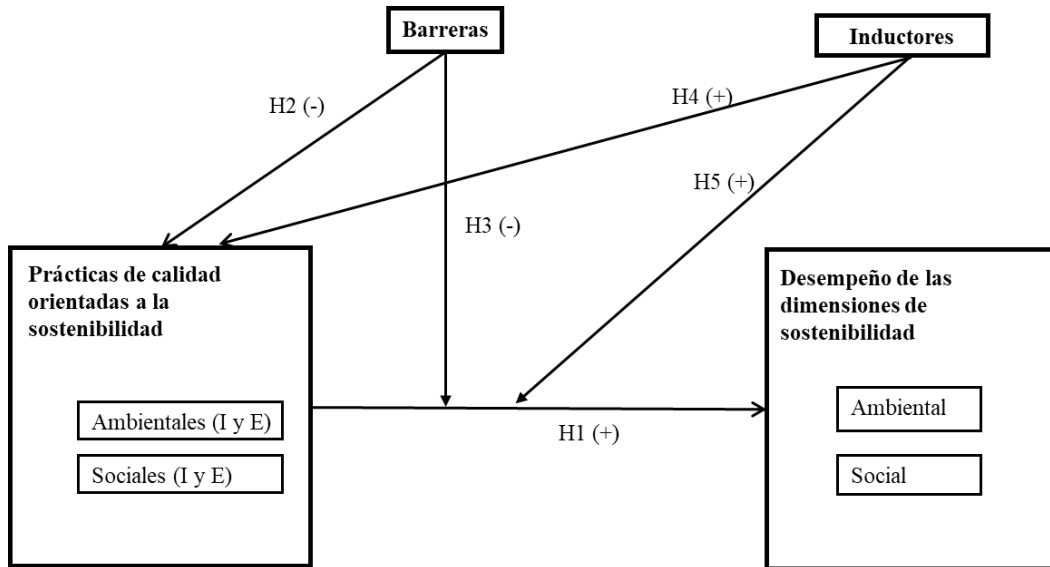 Barreras
Inductores
H2 (-)
H4 (+)
H5 (+)
H3 (-)
Prácticas de calidad
orientadas a la
sostenibilidad
Ambientales (I y E)
Sociales (I y E)
H1 (+)
Desempeño de las
dimensiones de
sostenibilidad
Ambiental
Social